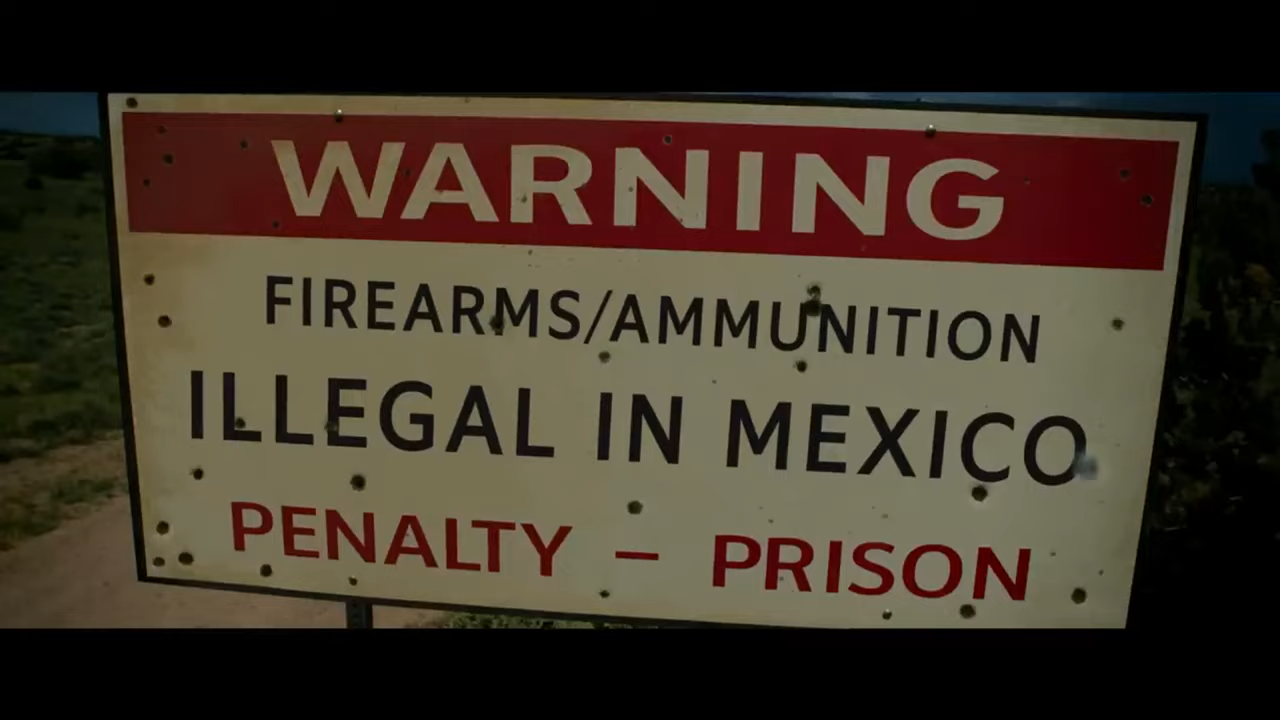 WARNING
FIREARMS/AMMUNITION
ILLEGAL IN MEXICO
PENALTY – PRISON